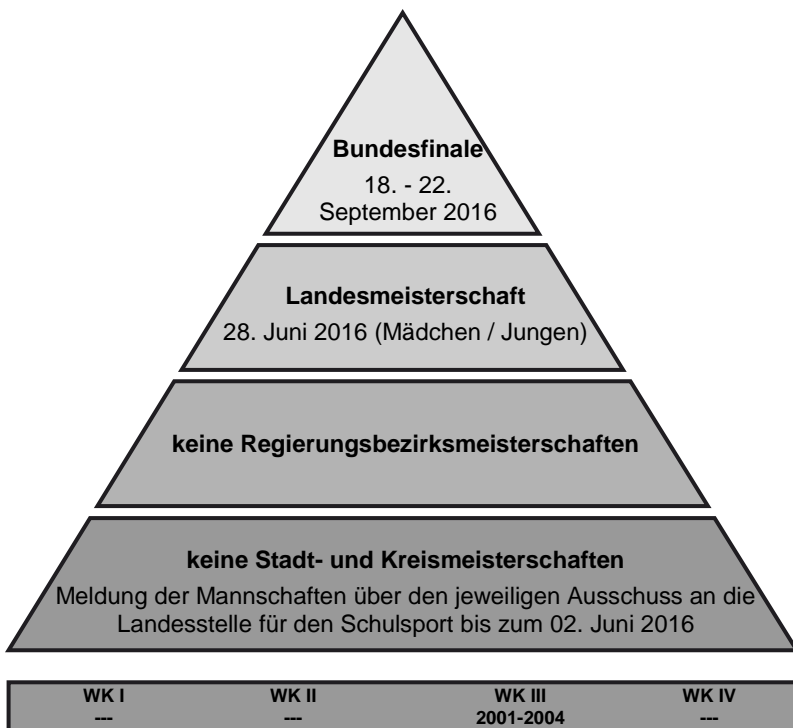 Bundesfinale
18. - 22.
September 2016
Landesmeisterschaft
28. Juni 2016 (Mädchen / Jungen)
keine Regierungsbezirksmeisterschaften
keine Stadt- und Kreismeisterschaften
Meldung der Mannschaften über den jeweiligen Ausschuss an die
Landesstelle für den Schulsport bis zum 02. Juni 2016
WK I WK II WK III WK IV
--- --- 2001-2004 ---